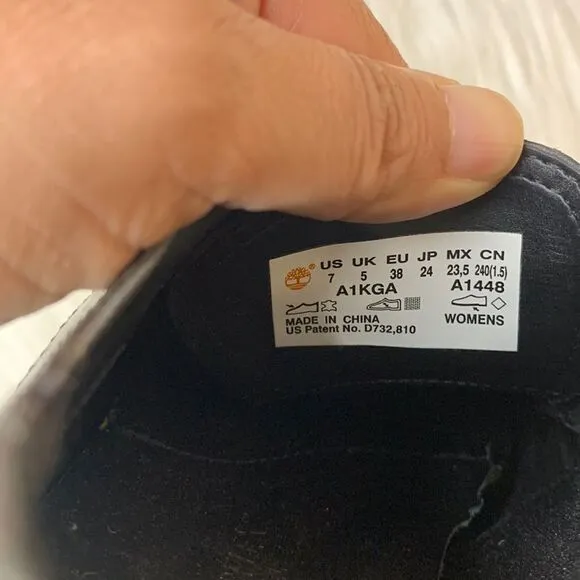 US UK EU JP MX CN
7 5 38 24 23,5 240(1.5)
A1KGA A1448
MADE IN CHINA
US Patent No. D732,810 WOMENS